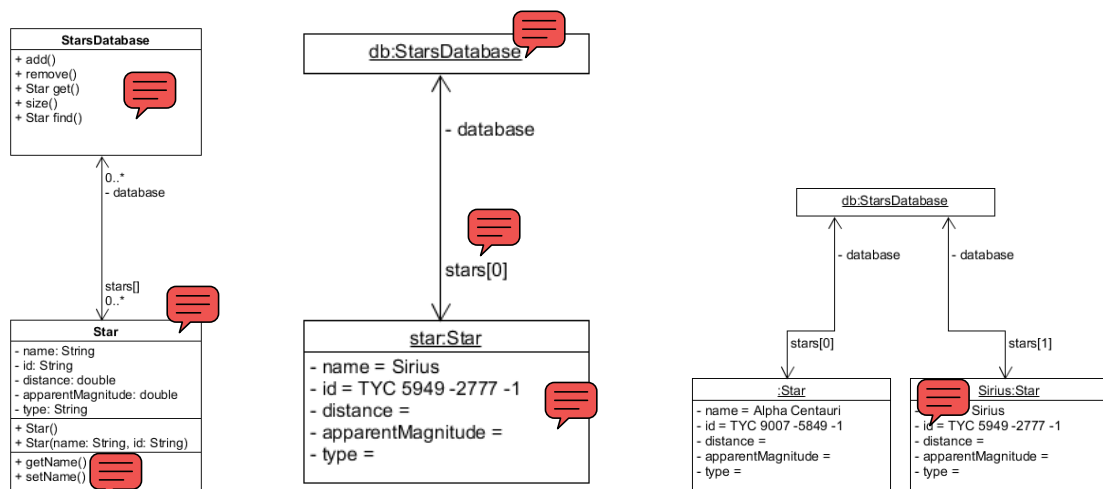 StarsDatabase
+ add()
+ remove()
+ Star get()
+ size()
+ Star find()
0..*
- database
stars[]
0..*
Star
- name: String
- id: String
- distance: double
- apparentMagnitude: double
- type: String
+ Star()
+ Star(name: String, id: String)
+ getName()
+ setName()
db:StarsDatabase
- database
stars[0]
star:Star
- name = Sirius
- id = TYC 5949 -2777 -1
- distance =
- apparentMagnitude =
- type =
db:StarsDatabase
- database
- database
stars[0]
stars[1]
:Star
- name = Alpha Centauri
- id = TYC 9007 -5849 -1
- distance =
- apparentMagnitude =
- type =
Sirius:Star
Sirius
- id = TYC 5949 -2777 -1
- distance =
- apparentMagnitude =
- type =